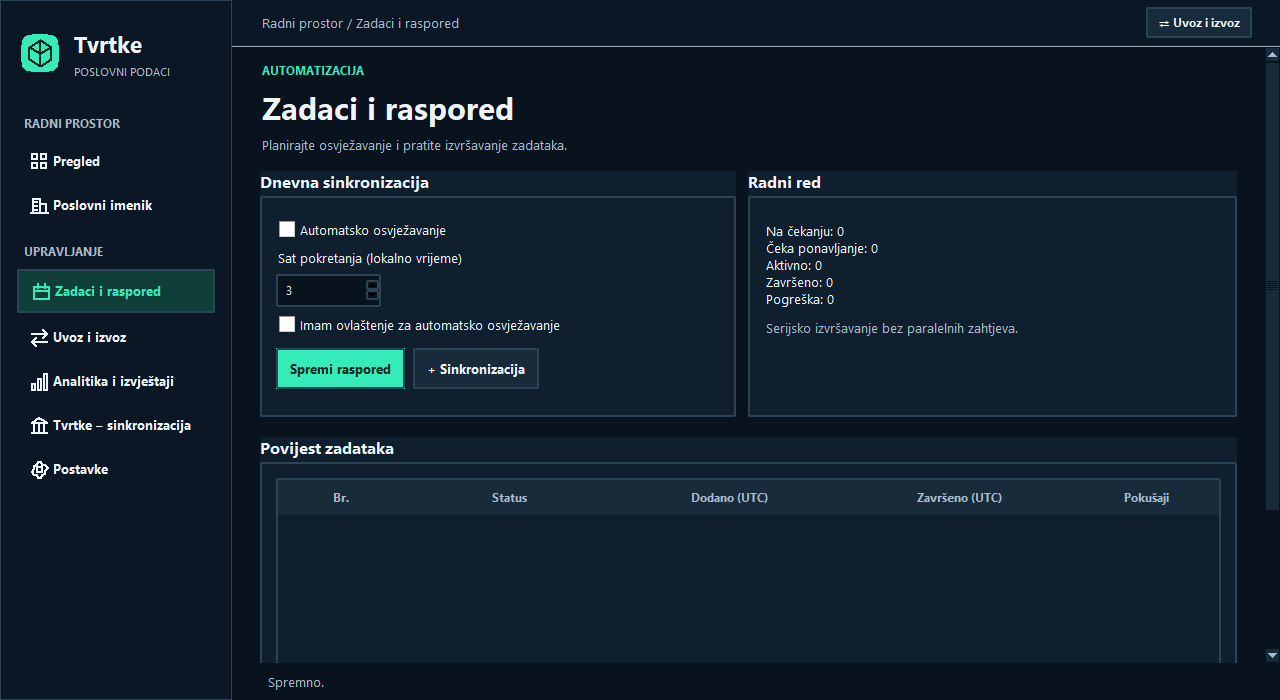 Tvrtke
POSLOVNI PODACI
RADNI PROSTOR
Pregled
Poslovni imenik
UPRAVLJANJE
Zadaci i raspored
Uvoz i izvoz
Analitika i izvještaji
Tvrtke – sinkronizacija
Postavke
Radni prostor / Zadaci i raspored
⇄ Uvoz i izvoz
AUTOMATIZACIJA
Zadaci i raspored
Planirajte osvježavanje i pratite izvršavanje zadataka.
Dnevna sinkronizacija
Automatsko osvježavanje
Sat pokretanja (lokalno vrijeme)
3
Imam ovlaštenje za automatsko osvježavanje
Spremi raspored
+ Sinkronizacija
Radni red
Na čekanju: 0
Čeka ponavljanje: 0
Aktivno: 0
Završeno: 0
Pogreška: 0
Serijsko izvršavanje bez paralelnih zahtjeva.
Povijest zadataka
Br. Status Dodano (UTC) Završeno (UTC) Pokušaji
Spremno.